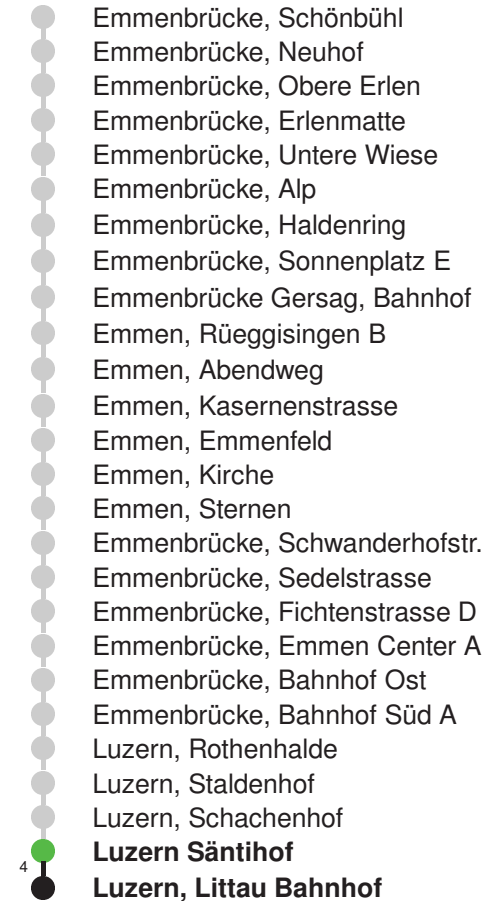 Emmenbrücke, Schönbühl
Emmenbrücke, Neuhof
Emmenbrücke, Obere Erlen
Emmenbrücke, Erlenmatte
Emmenbrücke, Untere Wiese
Emmenbrücke, Alp
Emmenbrücke, Haldenring
Emmenbrücke, Sonnenplatz E
Emmenbrücke Gersag, Bahnhof
Emmen, Rüeggisingen B
Emmen, Abendweg
Emmen, Kasernenstrasse
Emmen, Emmenfeld
Emmen, Kirche
Emmen, Sternen
Emmenbrücke, Schwanderhofstr.
Emmenbrücke, Sedelstrasse
Emmenbrücke, Fichtenstrasse D
Emmenbrücke, Emmen Center A
Emmenbrücke, Bahnhof Ost
Emmenbrücke, Bahnhof Süd A
Luzern, Rothenhalde
Luzern, Staldenhof
Luzern, Schachenhof
Luzern Säntihof
4
Luzern, Littau Bahnhof